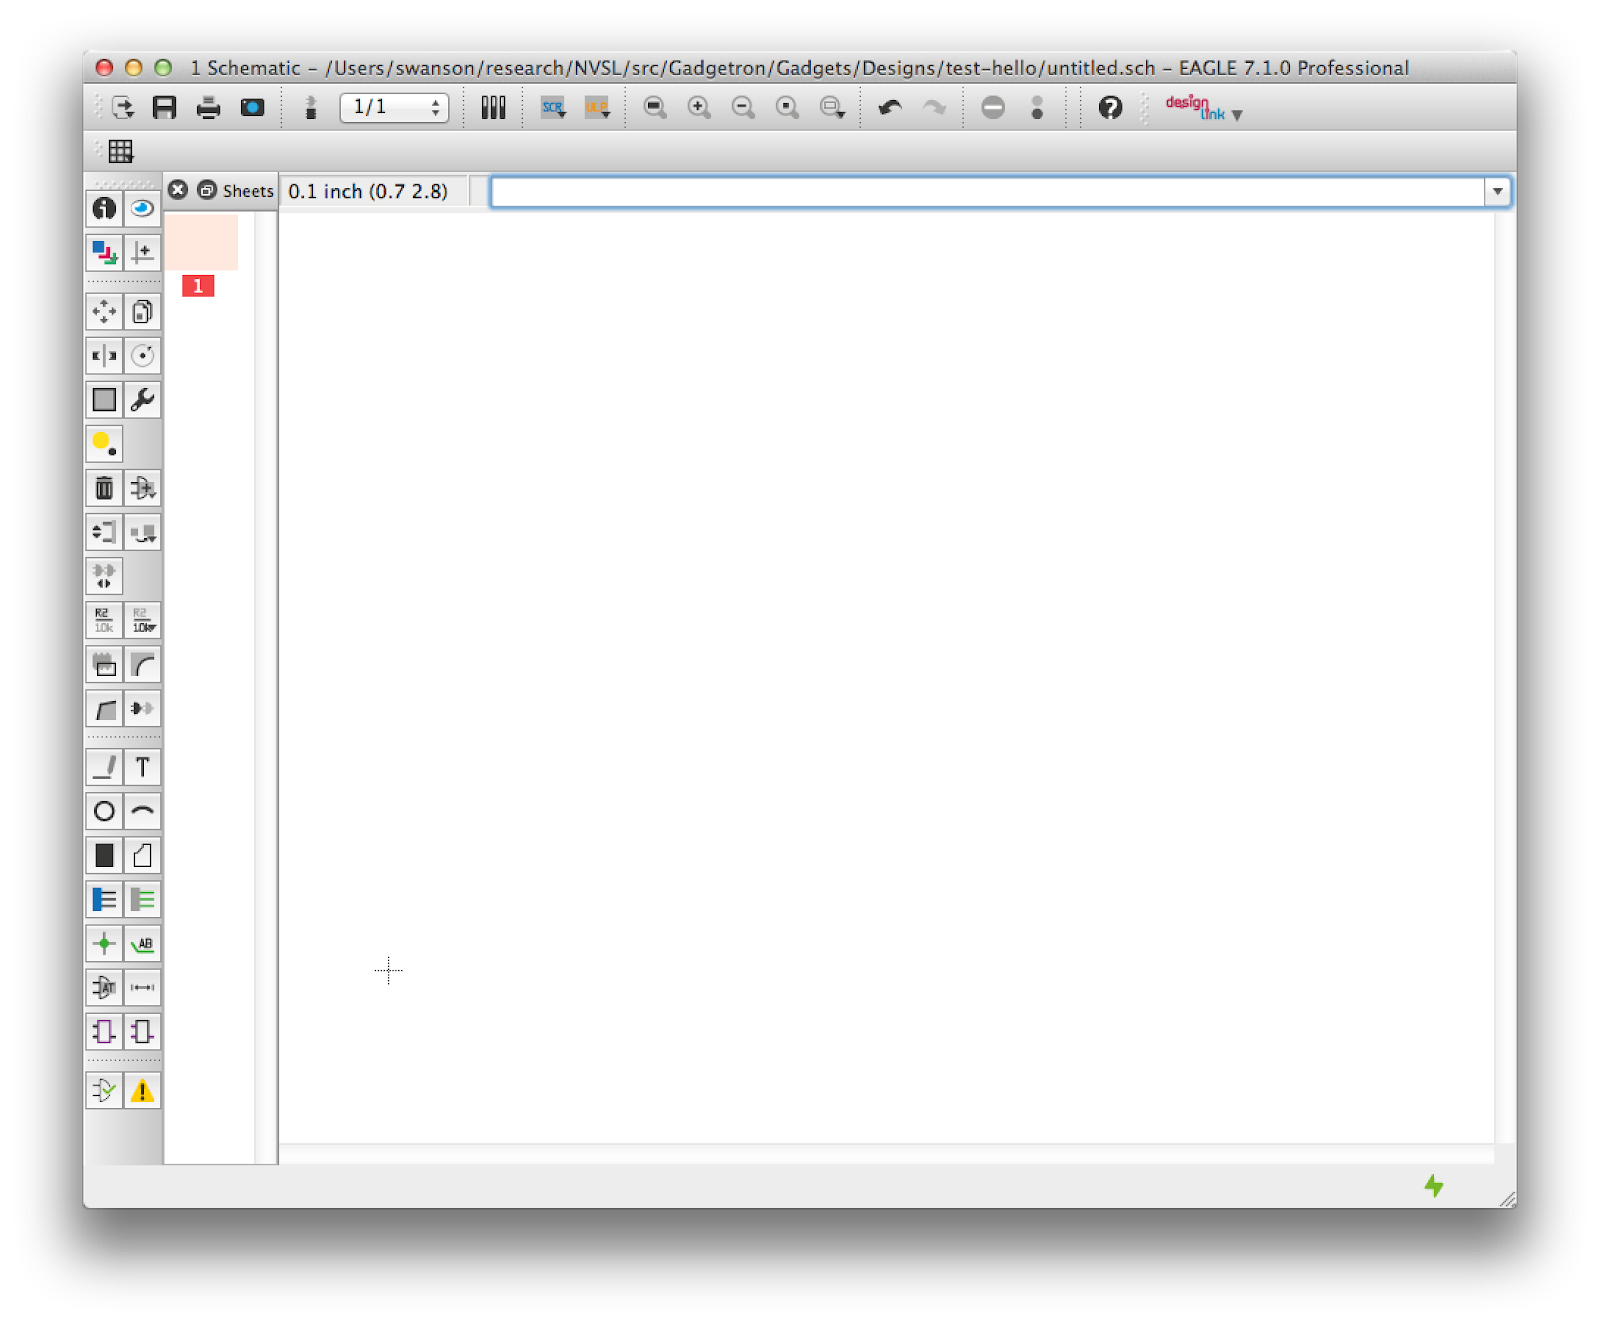 1 Schematic – /Users/swanson/research/NVSL/src/Gadgetron/Gadgets/Designs/test-hello/untitled.sch – EAGLE 7.1.0 Professional
1/1
SCR
ULP
design
link
Sheets
0.1 inch (0.7 2.8)
1
R2
10k
R2
10k
T
AB
AT